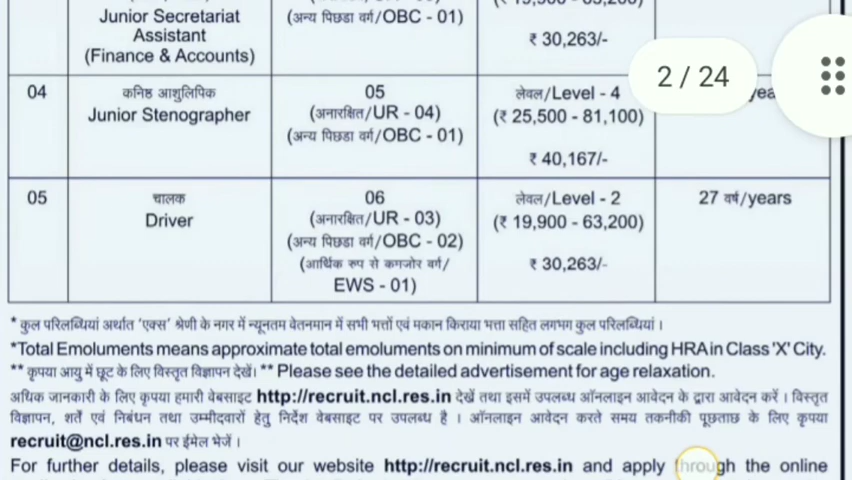 Junior Secretariat
Assistant
(Finance & Accounts)
(अन्य पिछडा वर्ग/OBC - 01)
₹ 30,263/-
04
कनिष्ठ आशुलिपिक
Junior Stenographer
05
(अनारक्षित/UR - 04)
(अन्य पिछडा वर्ग/OBC - 01)
लेवल/Level - 4
(₹ 25,500 - 81,100)
₹ 40,167/-
2 / 24
05
चालक
Driver
06
(अनारक्षित/UR - 03)
(अन्य पिछडा वर्ग/OBC - 02)
(आर्थिक रुप से कमजोर वर्ग/
EWS - 01)
लेवल/Level - 2
(₹ 19,900 - 63,200)
₹ 30,263/-
27 वर्ष/years
* कुल परिलब्धियां अर्थात 'एक्स' श्रेणी के नगर में न्यूनतम वेतनमान में सभी भत्तों एवं मकान किराया भत्ता सहित लगभग कुल परिलब्धियां ।
*Total Emoluments means approximate total emoluments on minimum of scale including HRA in Class 'X' City.
** कृपया आयु में छूट के लिए विस्तृत विज्ञापन देखें। ** Please see the detailed advertisement for age relaxation.
अधिक जानकारी के लिए कृपया हमारी वेबसाइट http://recruit.ncl.res.in देखें तथा इसमें उपलब्ध ऑनलाइन आवेदन के द्वारा आवेदन करें । विस्तृत
विज्ञापन, शर्तें एवं निबंधन तथा उम्मीदवारों हेतु निर्देश वेबसाइट पर उपलब्ध है । ऑनलाइन आवेदन करते समय तकनीकी पूछताछ के लिए कृपया
recruit@ncl.res.in पर ईमेल भेजें ।
For further details, please visit our website http://recruit.ncl.res.in and apply through the online